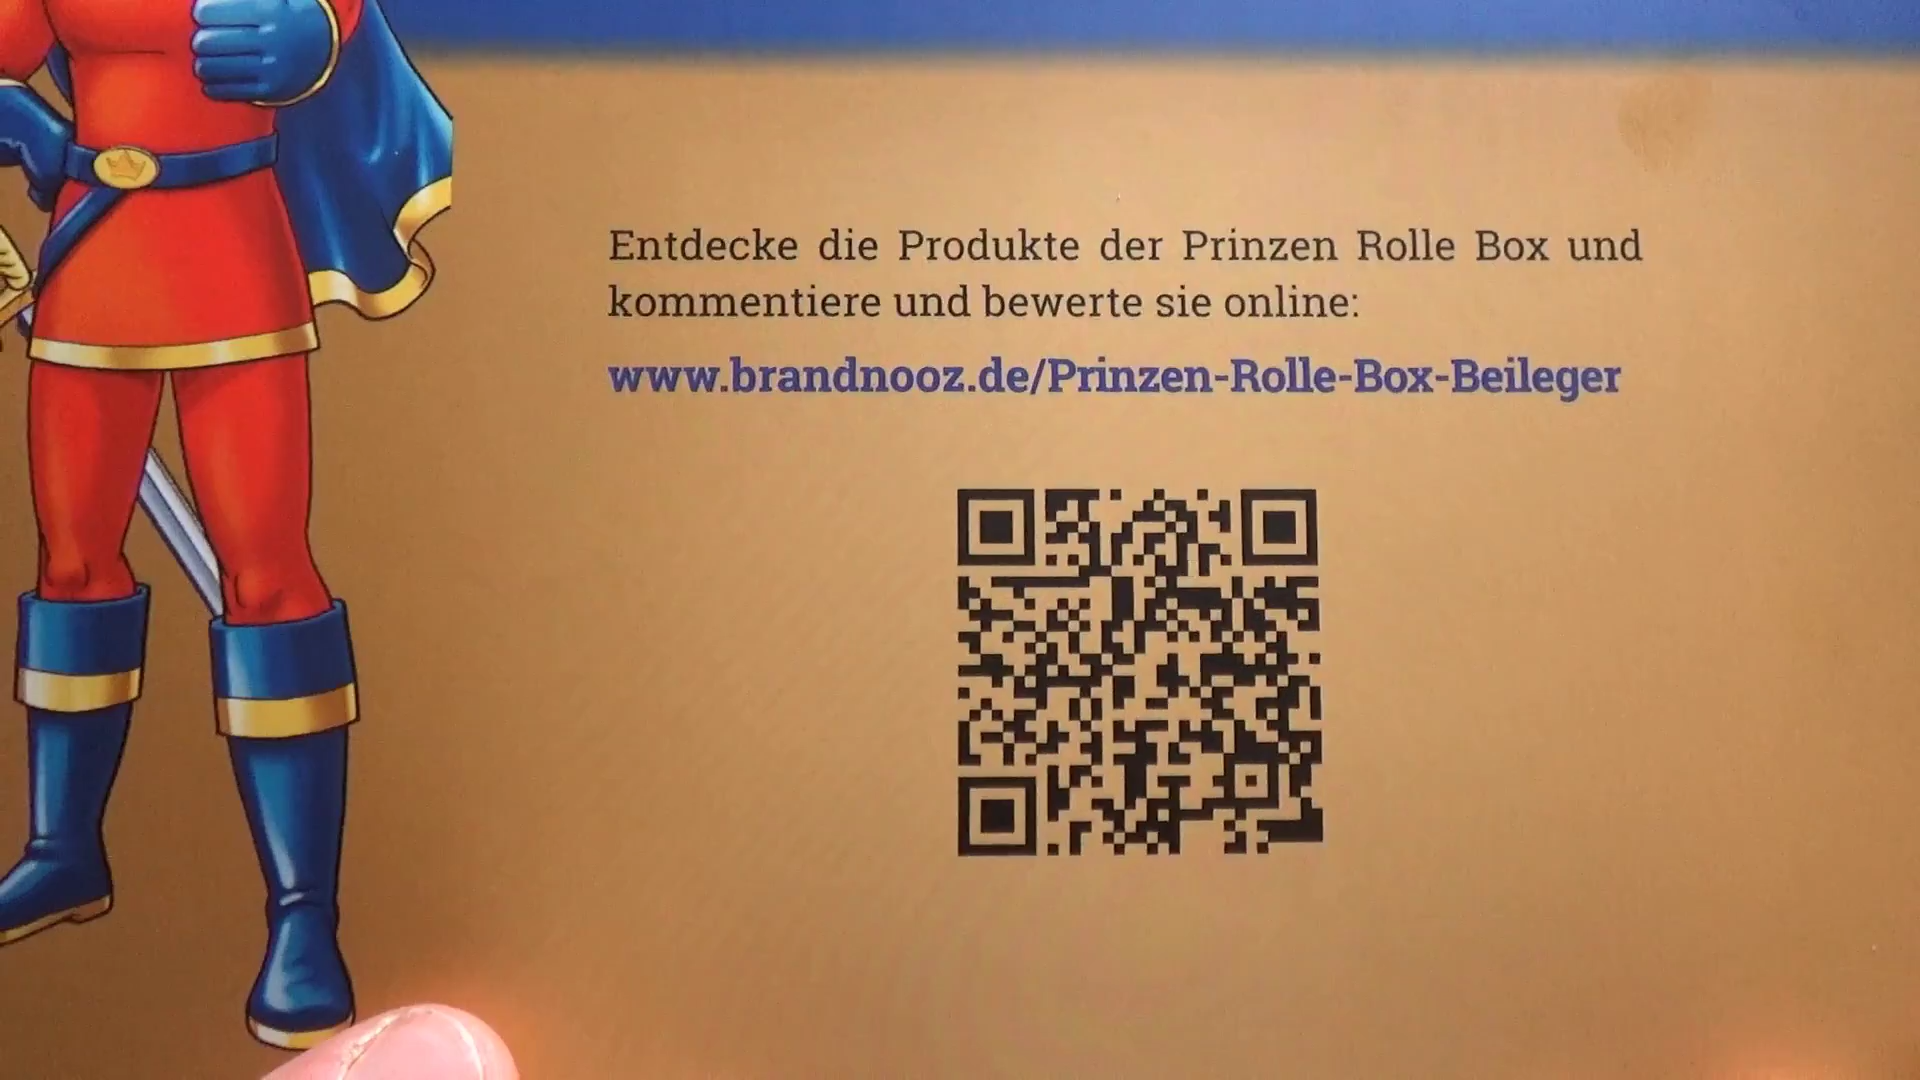 Entdecke die Produkte der Prinzen Rolle Box und
kommentiere und bewerte sie online:
www.brandnooz.de/Prinzen-Rolle-Box-Beileger